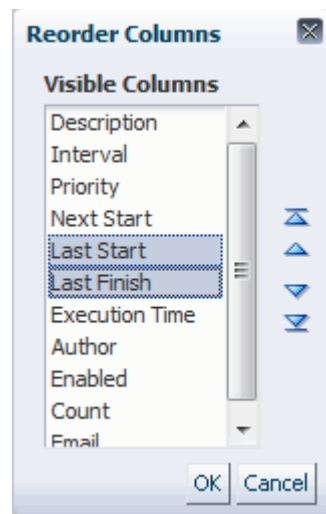 Reorder Columns
Visible Columns
Description
Interval
Priority
Next Start
Last Start
Last Finish
Execution Time
Author
Enabled
Count
Email
OK Cancel